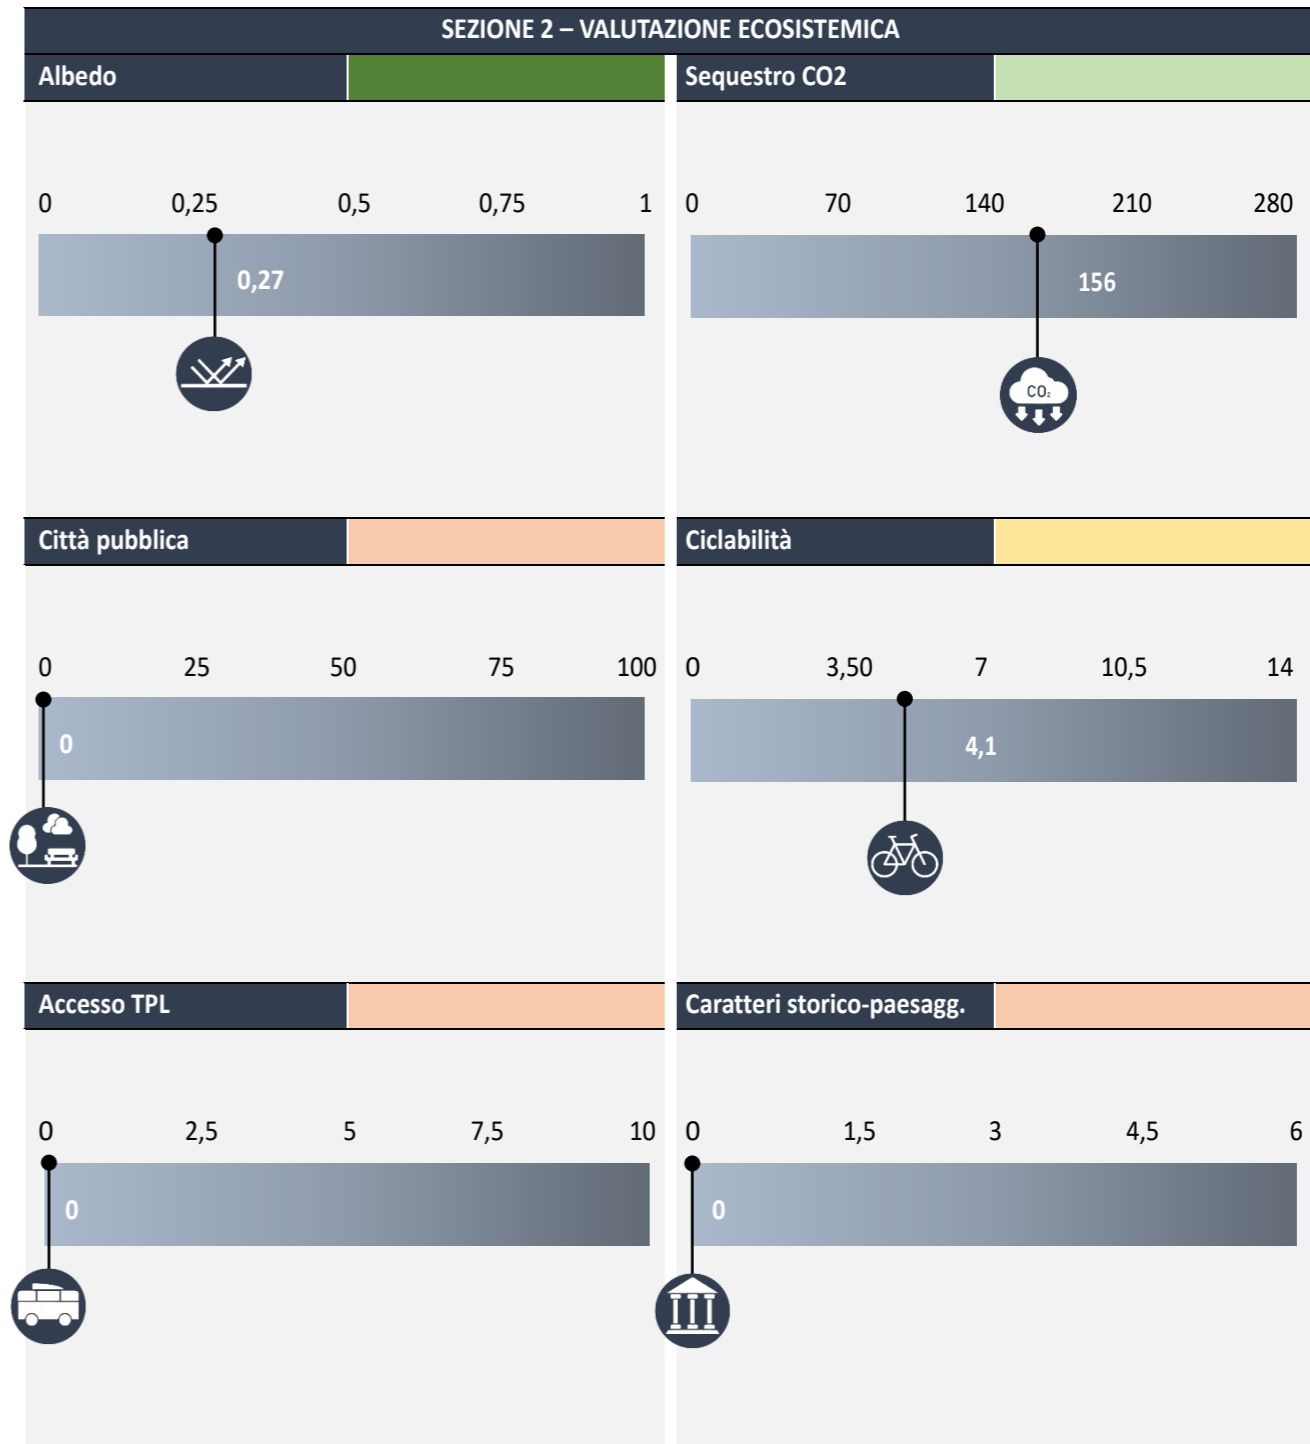 SEZIONE 2 – VALUTAZIONE ECOSISTEMICA
Albedo
Sequestro CO2
0 0,25 0,5 0,75 1
0 70 140 210 280
0,27
156
CO₂
Città pubblica
Ciclabilità
0 25 50 75 100
0 3,50 7 10,5 14
0
4,1
Accesso TPL
Caratteri storico-paesagg.
0 2,5 5 7,5 10
0 1,5 3 4,5 6
0
0